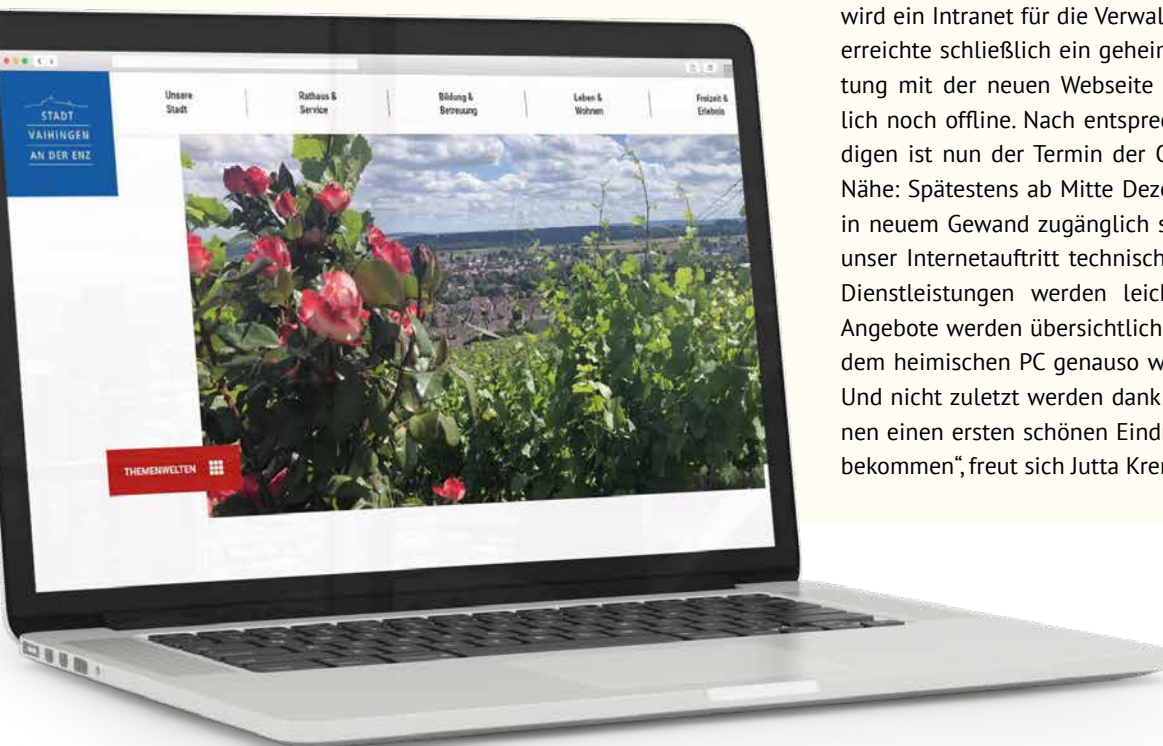 STADT
VAIHINGEN
AN DER ENZ
Unsere
Stadt
Rathaus &
Service
Bildung &
Betreuung
Leben &
Wohnen
Freizeit &
Erlebnis
THEMENWELTEN
wird ein Intranet für die Verwal
erreichte schließlich ein gehei
tung mit der neuen Webseite
lich noch offline. Nach entspre
digen ist nun der Termin der
Nähe: Spätestens ab Mitte Deze
in neuem Gewand zugänglich s
unser Internetauftritt technisch
Dienstleistungen werden leic
Angebote werden übersichtlich
dem heimischen PC genauso w
Und nicht zuletzt werden dank
nen einen ersten schönen Eind
bekommen“, freut sich Jutta Kre